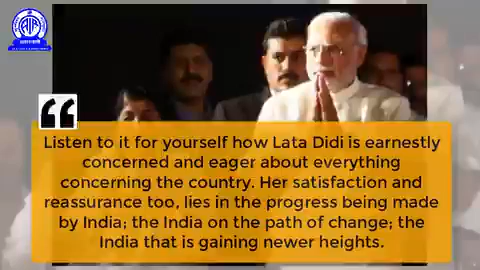 Listen to it for yourself how Lata Didi is earnestly
concerned and eager about everything
concerning the country. Her satisfaction and
reassurance too, lies in the progress being made
by India; the India on the path of change; the
India that is gaining newer heights.